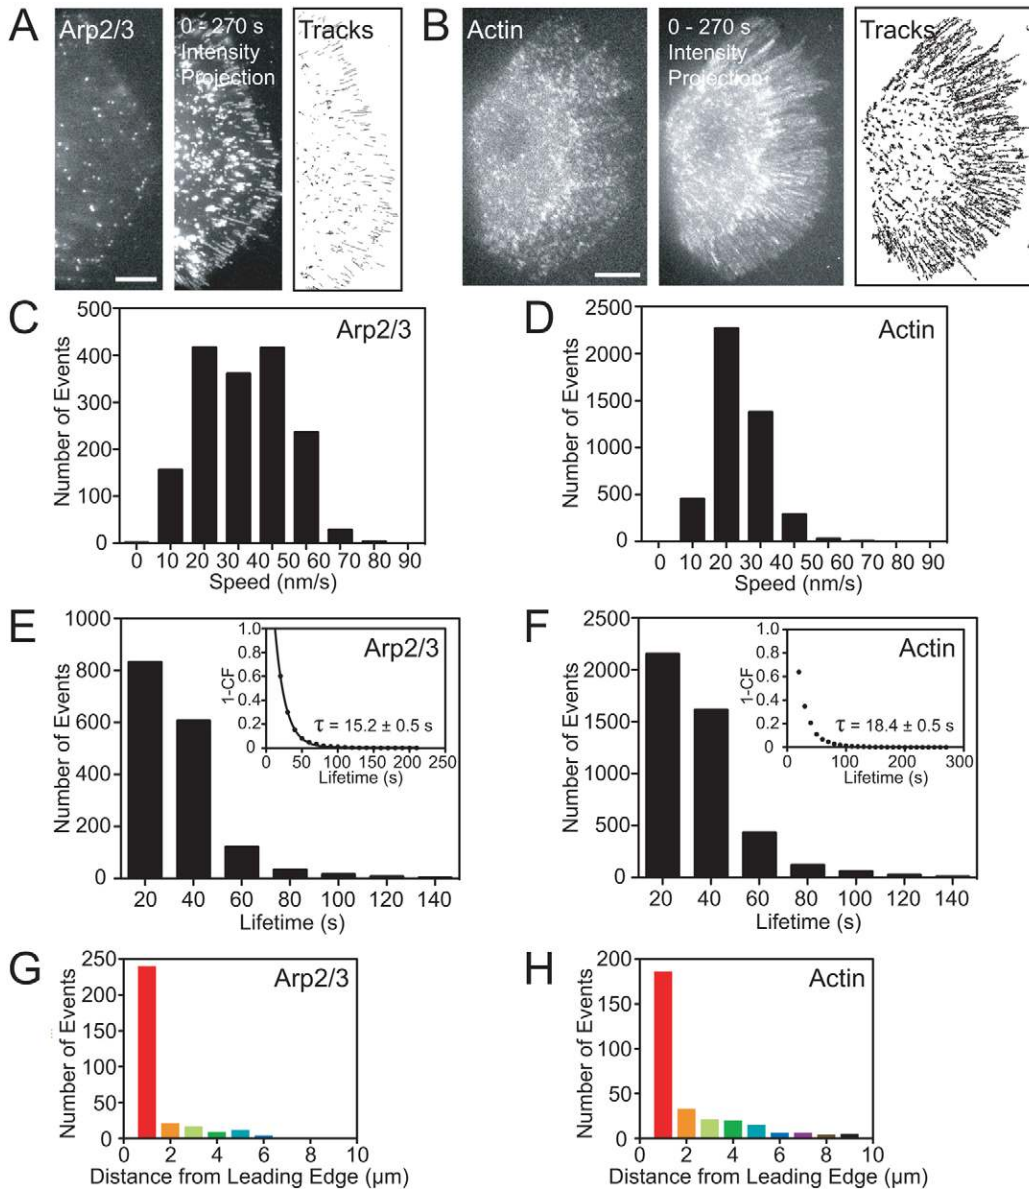 A
Arp2/3
0 - 270 s
Intensity
Projection
Tracks
B
Actin
0 - 270 s
Intensity
Projection
Tracks
C
Arp2/3
Number of Events
500
400
300
200
100
0
0 10 20 30 40 50 60 70 80 90
Speed (nm/s)
D
Actin
Number of Events
2500
2000
1500
1000
500
0
0 10 20 30 40 50 60 70 80 90
Speed (nm/s)
E
Arp2/3
Number of Events
1000
800
600
400
200
0
20 40 60 80 100 120 140
Lifetime (s)
1-CF
1.0
0.8
0.6
0.4
0.2
0
τ = 15.2 ± 0.5 s
0 50 100 150 200 250
Lifetime (s)
F
Actin
Number of Events
2500
2000
1500
1000
500
0
20 40 60 80 100 120 140
Lifetime (s)
1-CF
1.0
0.8
0.6
0.4
0.2
0
τ = 18.4 ± 0.5 s
0 100 200 300
Lifetime (s)
G
Arp2/3
Number of Events
250
200
150
100
50
0
0 2 4 6 8 10
Distance from Leading Edge (μm)
H
Actin
Number of Events
200
150
100
50
0
0 2 4 6 8 10
Distance from Leading Edge (μm)